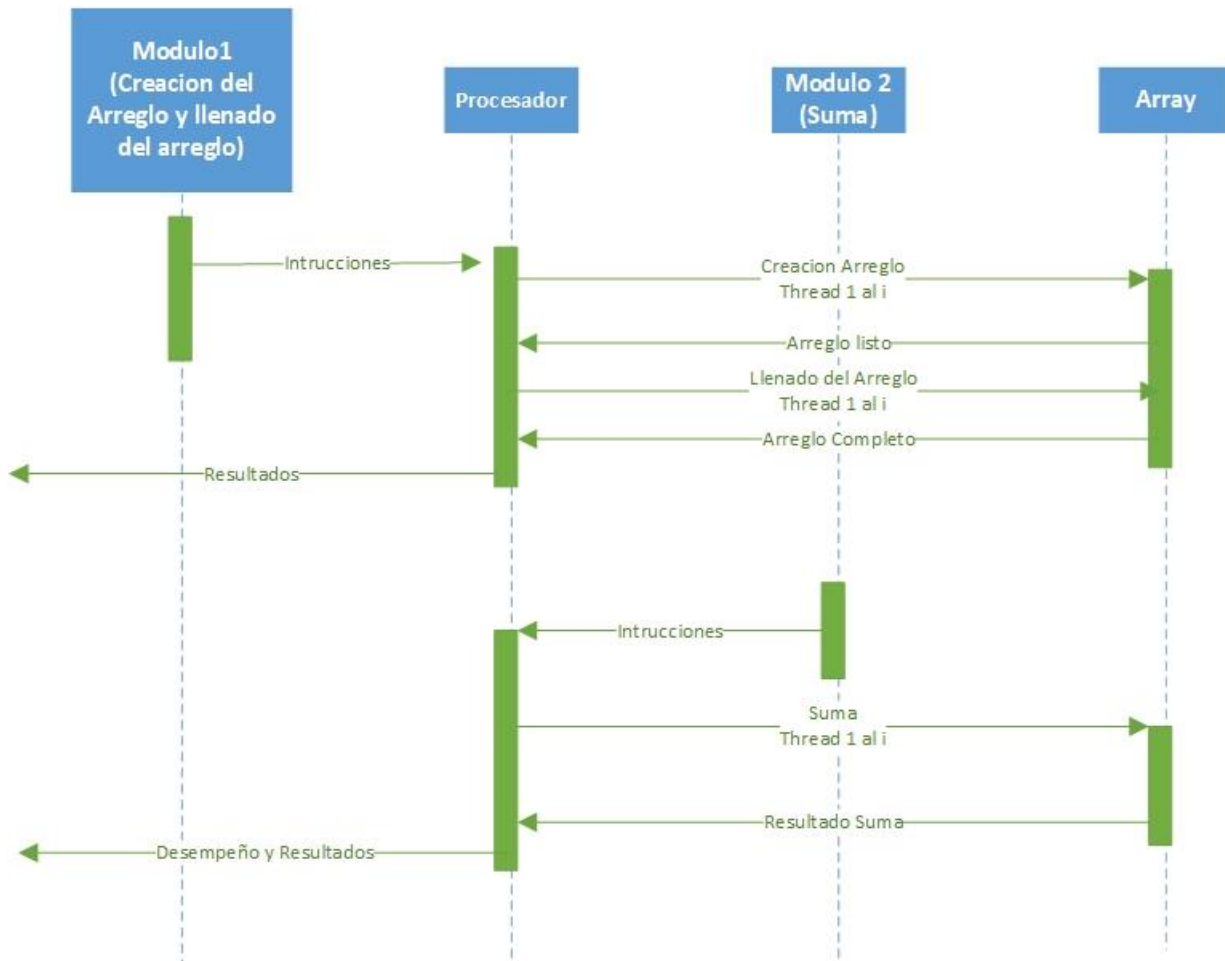 Modulo1
(Creacion del
Arreglo y llenado
del arreglo)
Procesador
Modulo 2
(Suma)
Array
Intrucciones
Creacion Arreglo
Thread 1 al i
Arreglo listo
Llenado del Arreglo
Thread 1 al i
Arreglo Completo
Resultados
Intrucciones
Suma
Thread 1 al i
Resultado Suma
Desempeño y Resultados